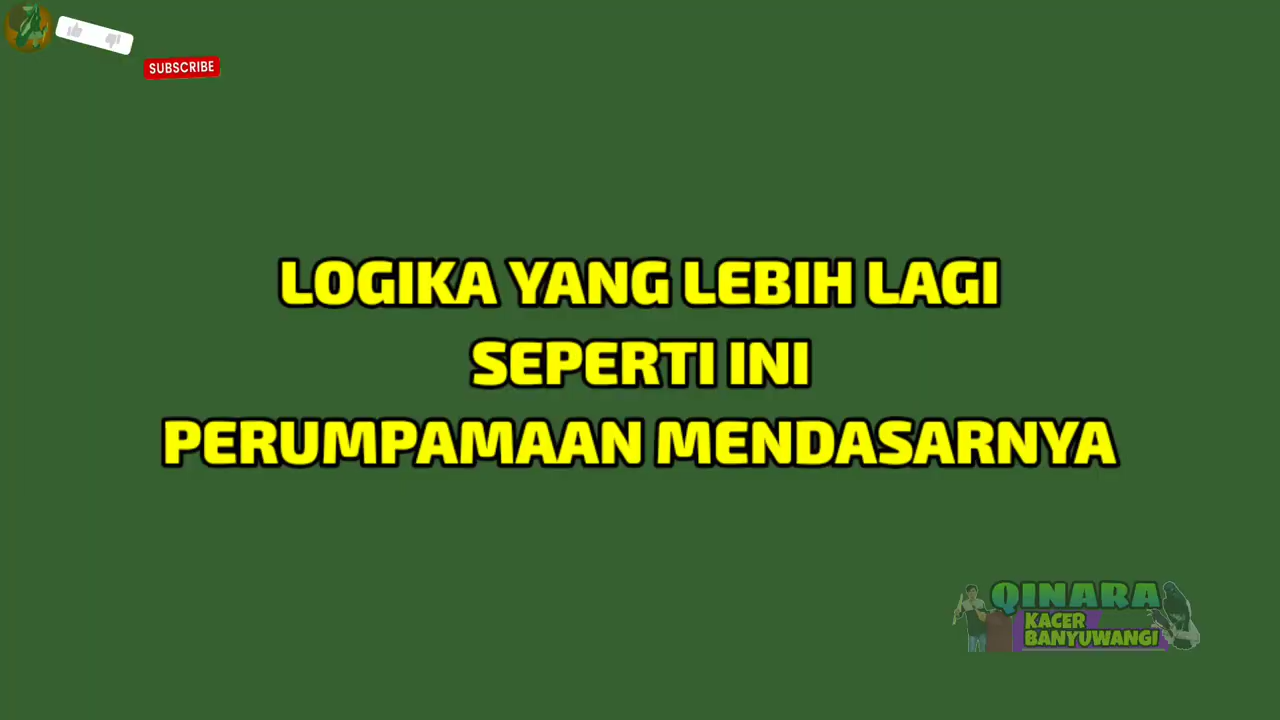 SUBSCRIBE
LOGIKA YANG LEBIH LAGI
SEPERTI INI
PERUMPAMAAN MENDASARNYA
QINARA
KACER
BANYUWANGI